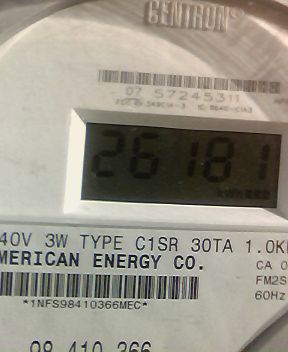 CENTRON®
07 57245311
26181
kWh
40V 3W TYPE C1SR 30TA 1.0K
MERICAN ENERGY CO.
CA 0
FM2S
60Hz
*1NFS98410366MEC*
98 410 366